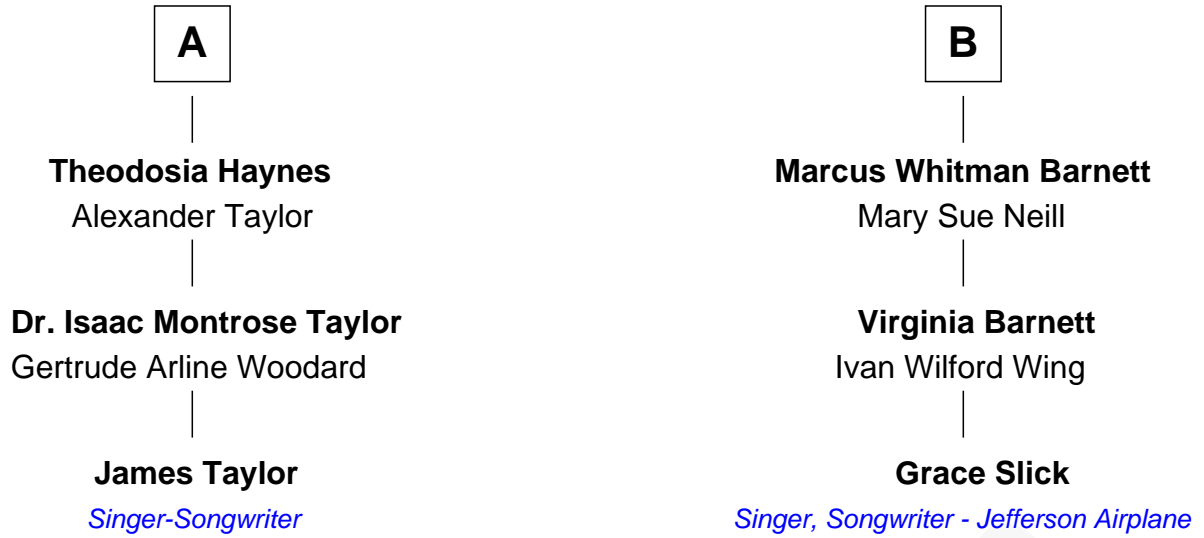 A
Theodosia Haynes
Alexander Taylor
Dr. Isaac Montrose Taylor
Gertrude Arline Woodard
James Taylor
Singer-Songwriter
B
Marcus Whitman Barnett
Mary Sue Neill
Virginia Barnett
Ivan Wilford Wing
Grace Slick
Singer, Songwriter - Jefferson Airplane